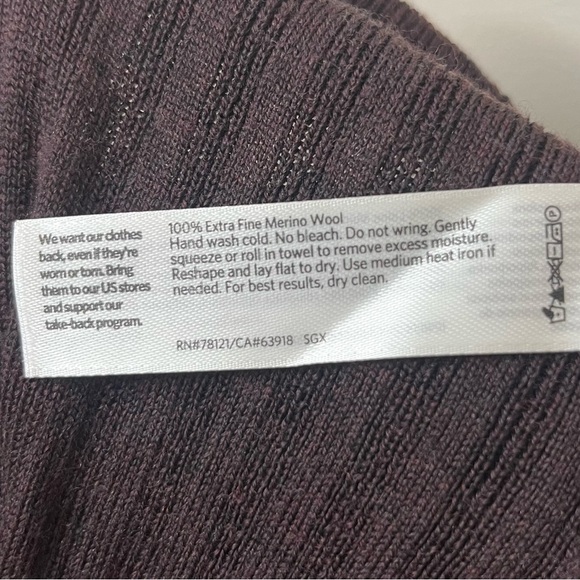 We want our clothes
back, even if they're
worn or torn. Bring
them to our US stores
and support our
take-back program.
100% Extra Fine Merino Wool
Hand wash cold. No bleach. Do not wring. Gently
squeeze or roll in towel to remove excess moisture.
Reshape and lay flat to dry. Use medium heat iron if
needed. For best results, dry clean.
RN#78121/CA#63918 SGX
P